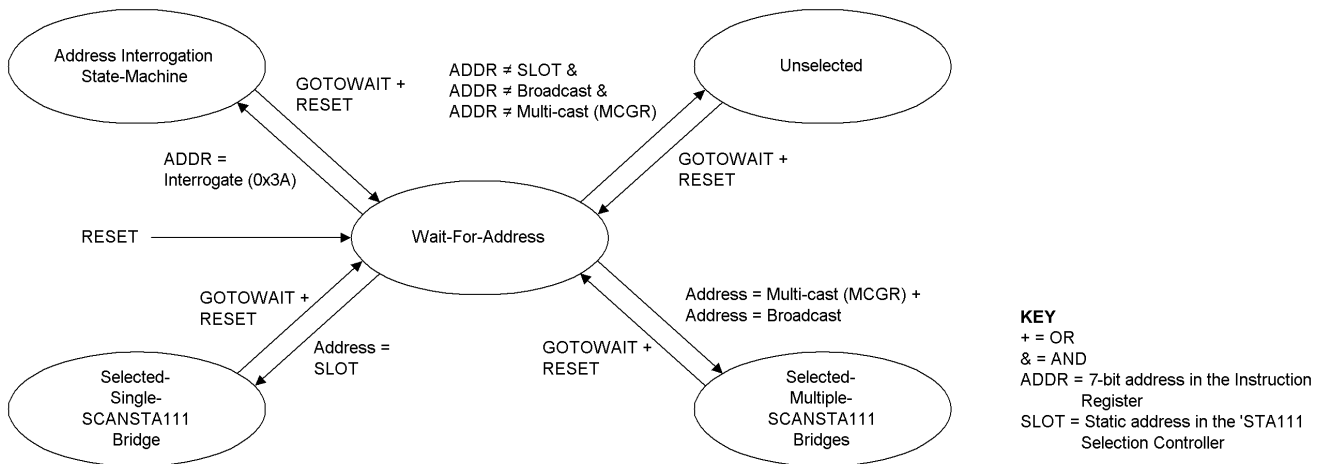 Address Interrogation
State-Machine
GOTOWAIT +
RESET
ADDR ≠ SLOT &
ADDR ≠ Broadcast &
ADDR ≠ Multi-cast (MCGR)
Unselected
ADDR =
Interrogate (0x3A)
GOTOWAIT +
RESET
RESET
Wait-For-Address
GOTOWAIT +
RESET
Address =
SLOT
Address = Multi-cast (MCGR) +
Address = Broadcast
GOTOWAIT +
RESET
Selected-
Single-
SCANSTA111
Bridge
Selected-
Multiple-
SCANSTA111
Bridges
KEY
+ = OR
& = AND
ADDR = 7-bit address in the Instruction
Register
SLOT = Static address in the 'STA111
Selection Controller